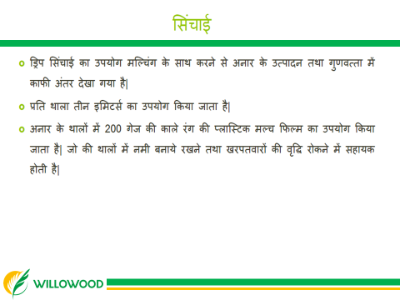 सिंचाई
ड्रिप सिंचाई का उपयोग मल्चिंग के साथ करने से अनार के उत्पादन तथा गुणवत्ता में
काफी अंतर देखा गया है|
प्रति थाला तीन इमिटर्स का उपयोग किया जाता है|
अनार के थालों में 200 गेज की काले रंग की प्लास्टिक मल्च फिल्म का उपयोग किया
जाता है| जो की थालों में नमी बनाये रखने तथा खरपतवारों की वृद्धि रोकने में सहायक
होती है|
WILLOWOOD